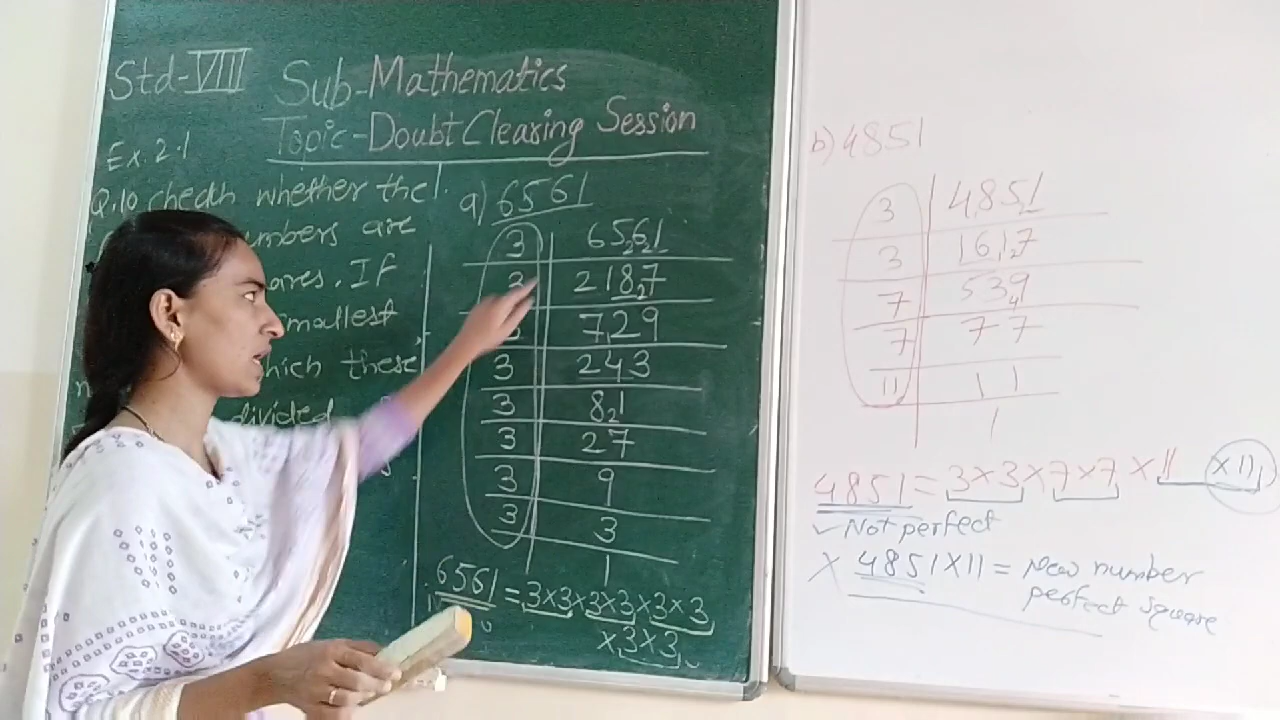 Std-VIII
Sub-Mathematics
Topic-Doubt Clearing Session
Ex.2.1
Q.10 check whether the
numbers are
If
smallest
which these
divided
a) 6561
3 6561
3 2187
3 729
3 243
3 81
3 27
3 9
3 3
1
6561 = 3×3×3×3×3×3
×3×3
b) 4851
3 4851
3 1617
7 539
7 77
11 11
1
4851 = 3×3×7×7×11 ×11
✓Not perfect
× 4851×11 = New number
perfect square